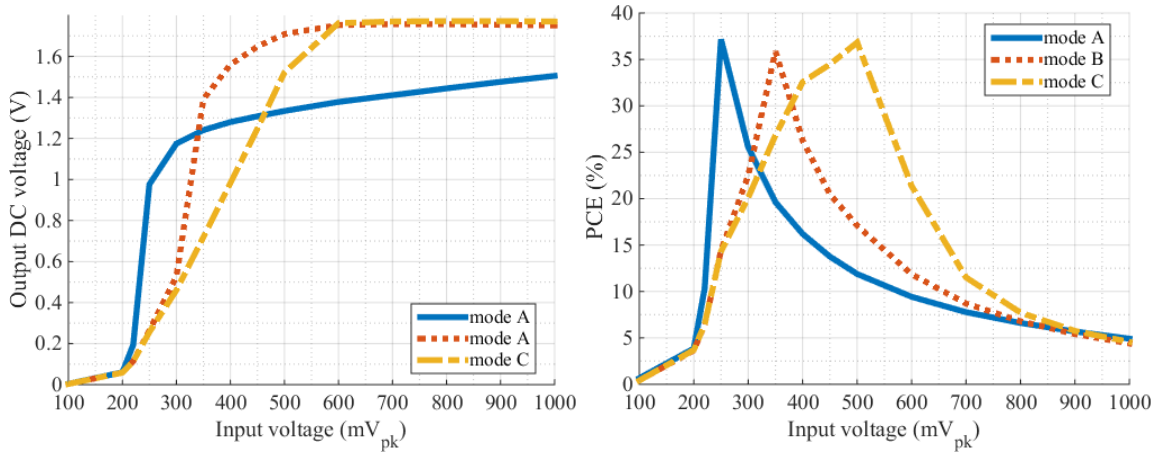 Output DC voltage (V)
1.6
1.4
1.2
1
0.8
0.6
0.4
0.2
0
100 200 300 400 500 600 700 800 900 1000
Input voltage (mVpk)
mode A
mode A
mode C
PCE (%)
40
35
30
25
20
15
10
5
0
100 200 300 400 500 600 700 800 900 1000
Input voltage (mVpk)
mode A
mode B
mode C